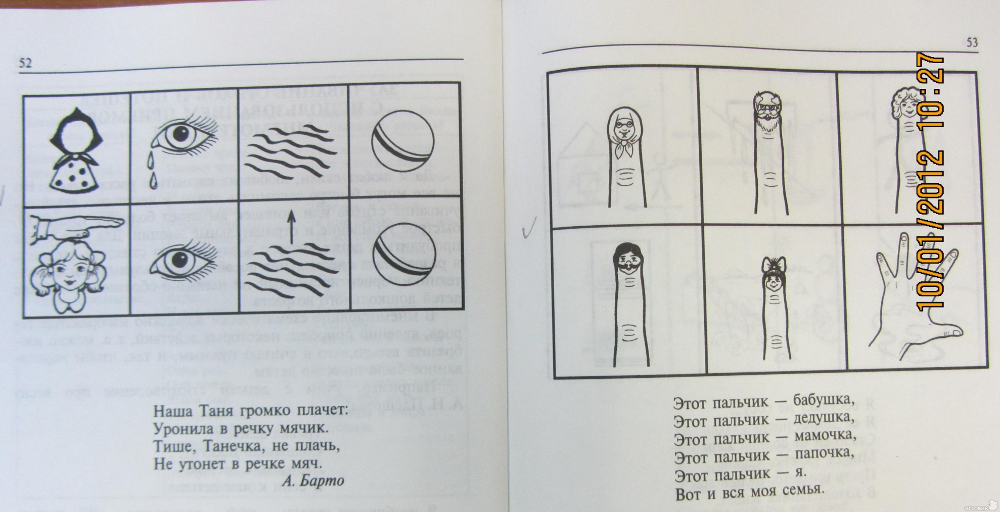 52
Наша Таня громко плачет:
Уронила в речку мячик.
Тише, Танечка, не плачь,
Не утонет в речке мяч.
А. Барто
53
Этот пальчик — бабушка,
Этот пальчик — дедушка,
Этот пальчик — мамочка,
Этот пальчик — папочка,
Этот пальчик — я.
Вот и вся моя семья.
10/01/2012 10:27
ОТЗОВИК